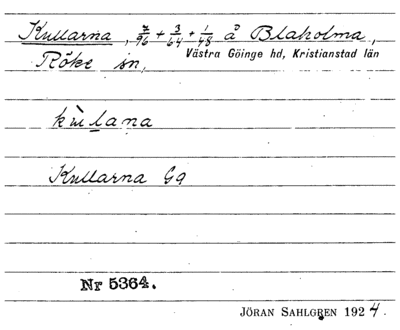 Kullarna, 7/96 + 3/64 + 1/48 å Blaholma,
Västra Göinge hd, Kristianstad län
Röke sn,
kùlana
Kullarna Gg
Nr 5364.
JÖRAN SAHLGREN 1924.